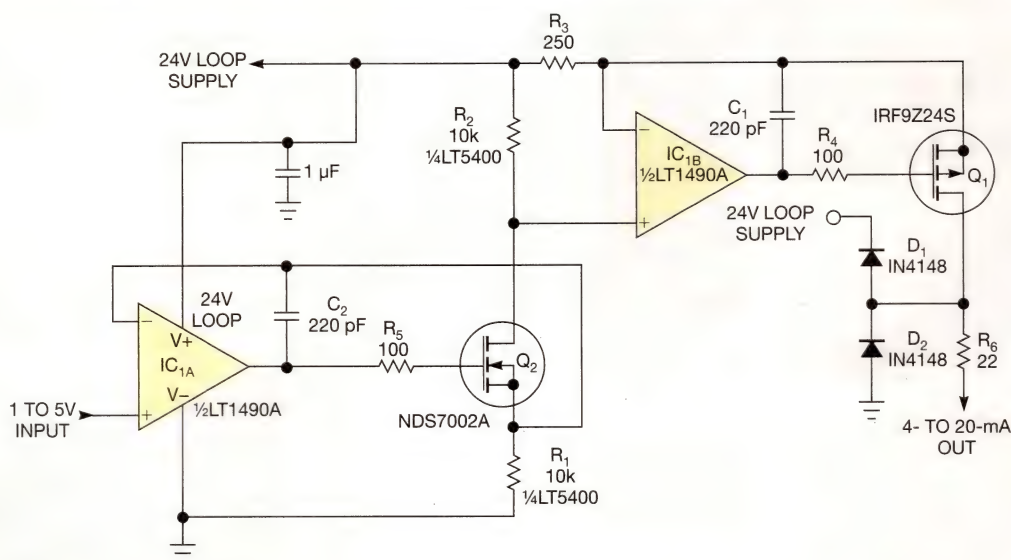 R3
250
24V LOOP
SUPPLY
R2
10k
¼LT5400
C1
220 pF
IRF9Z24S
R4
100
–
+
IC1B
½LT1490A
Q1
1 µF
24V LOOP
SUPPLY
D1
IN4148
24V
LOOP
C2
220 pF
R5
100
–
+
V+
IC1A
V–
½LT1490A
Q2
NDS7002A
D2
IN4148
R6
22
1 TO 5V
INPUT
R1
10k
¼LT5400
4- TO 20-mA
OUT